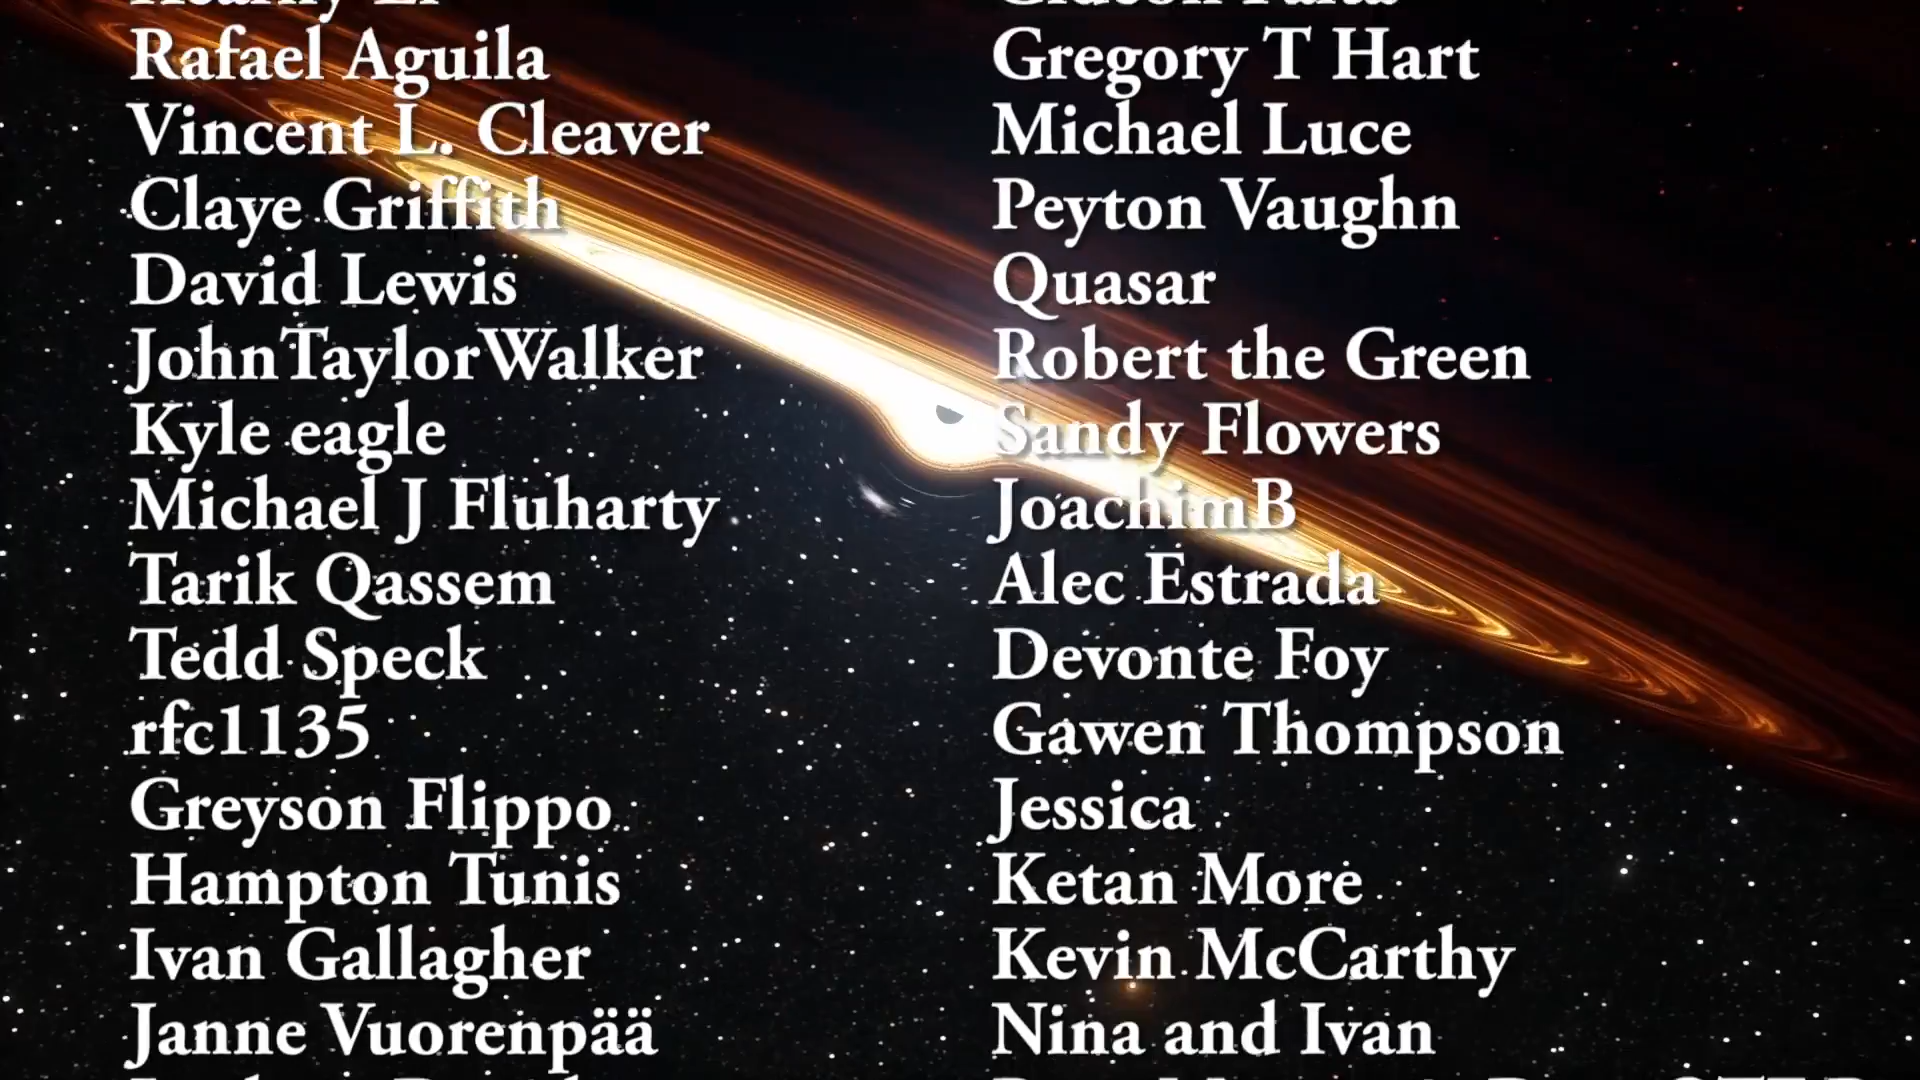 Rafael Aguila
Vincent L. Cleaver
Claye Griffith
David Lewis
JohnTaylorWalker
Kyle eagle
Michael J Fluharty
Tarik Qassem
Tedd Speck
rfc1135
Greyson Flippo
Hampton Tunis
Ivan Gallagher
Janne Vuorenpää
Gregory T Hart
Michael Luce
Peyton Vaughn
Quasar
Robert the Green
Sandy Flowers
JoachimB
Alec Estrada
Devonte Foy
Gawen Thompson
Jessica
Ketan More
Kevin McCarthy
Nina and Ivan